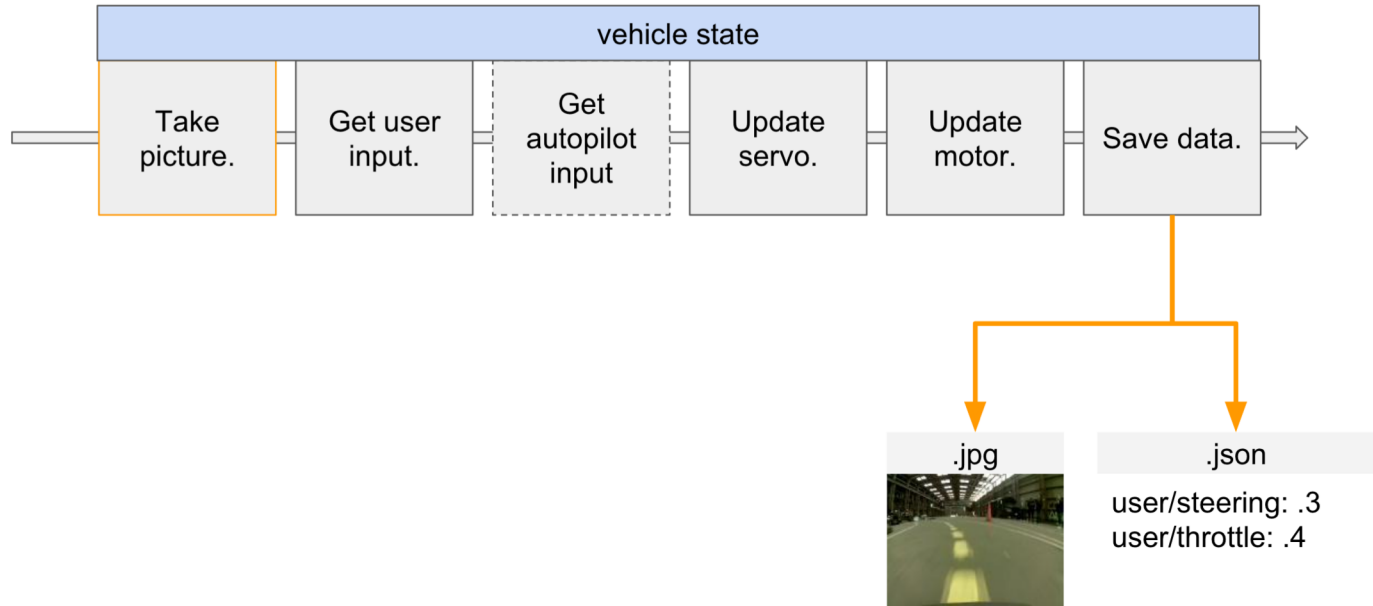 vehicle state
Take
picture.
Get user
input.
Get
autopilot
input
Update
servo.
Update
motor.
Save data.
.jpg
.json
user/steering: .3
user/throttle: .4